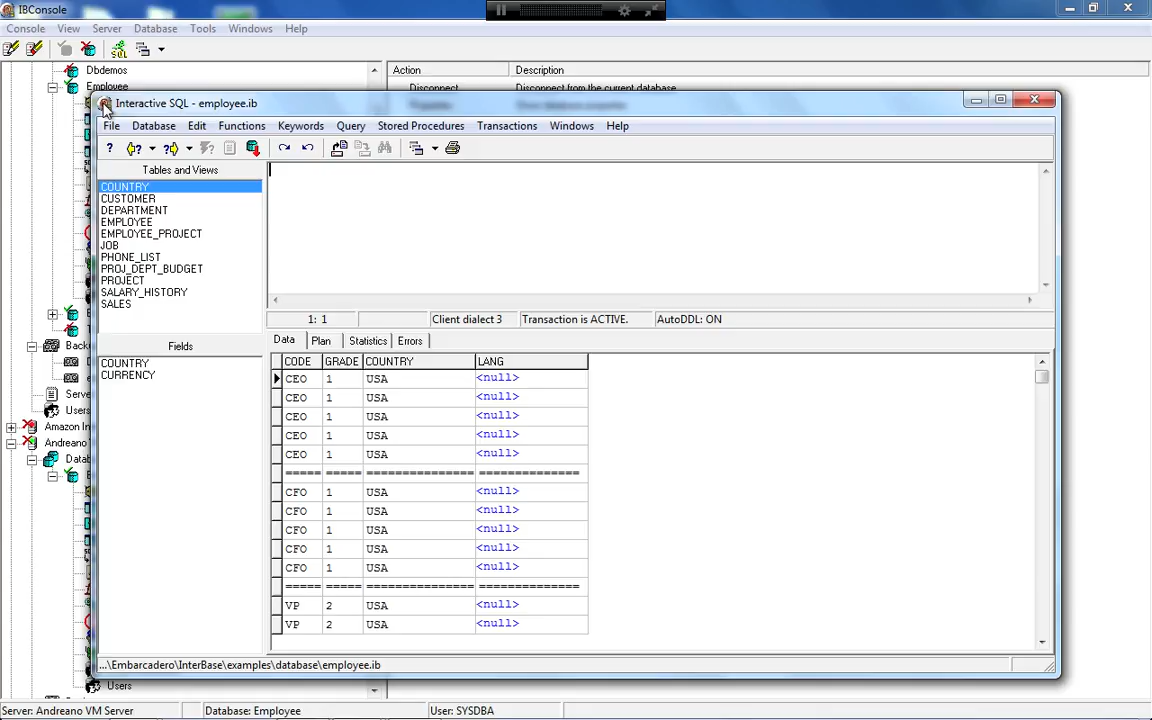 IBConsole
Console View Server Database Tools Windows Help
Dbdemos
Action Description
Employee
Disconnect Disconnect from the current database
Interactive SQL - employee.ib
File Database Edit Functions Keywords Query Stored Procedures Transactions Windows Help
Tables and Views
COUNTRY
CUSTOMER
DEPARTMENT
EMPLOYEE
EMPLOYEE_PROJECT
JOB
PHONE_LIST
PROJ_DEPT_BUDGET
PROJECT
SALARY_HISTORY
SALES
1: 1 Client dialect 3 Transaction is ACTIVE. AutoDDL: ON
Fields
COUNTRY
CURRENCY
Data Plan Statistics Errors
CODE GRADE COUNTRY LANG
CEO 1 USA <null>
CEO 1 USA <null>
CEO 1 USA <null>
CEO 1 USA <null>
CEO 1 USA <null>
===== ===== =============== ===============
CFO 1 USA <null>
CFO 1 USA <null>
CFO 1 USA <null>
CFO 1 USA <null>
CFO 1 USA <null>
===== ===== =============== ===============
VP 2 USA <null>
VP 2 USA <null>
Back
Serve
Users
Amazon In
Andreano
Datab
...\Embarcadero\InterBase\examples\database\employee.ib
Users
Server: Andreano VM Server Database: Employee User: SYSDBA